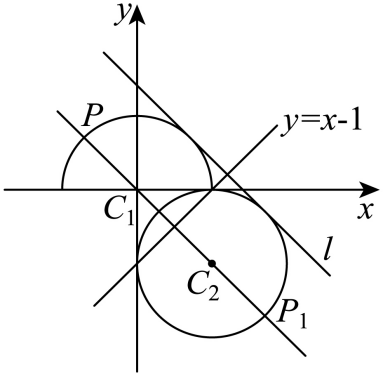 y
P
y=x-1
C₁
x
l
C₂
P₁